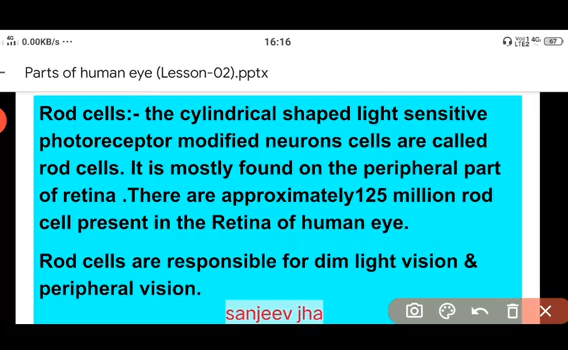 4G 0.00KB/s ··· 16:16 4G 67
Parts of human eye (Lesson-02).pptx
Rod cells:- the cylindrical shaped light sensitive
photoreceptor modified neurons cells are called
rod cells. It is mostly found on the peripheral part
of retina .There are approximately125 million rod
cell present in the Retina of human eye.
Rod cells are responsible for dim light vision &
peripheral vision.
sanjeev jha